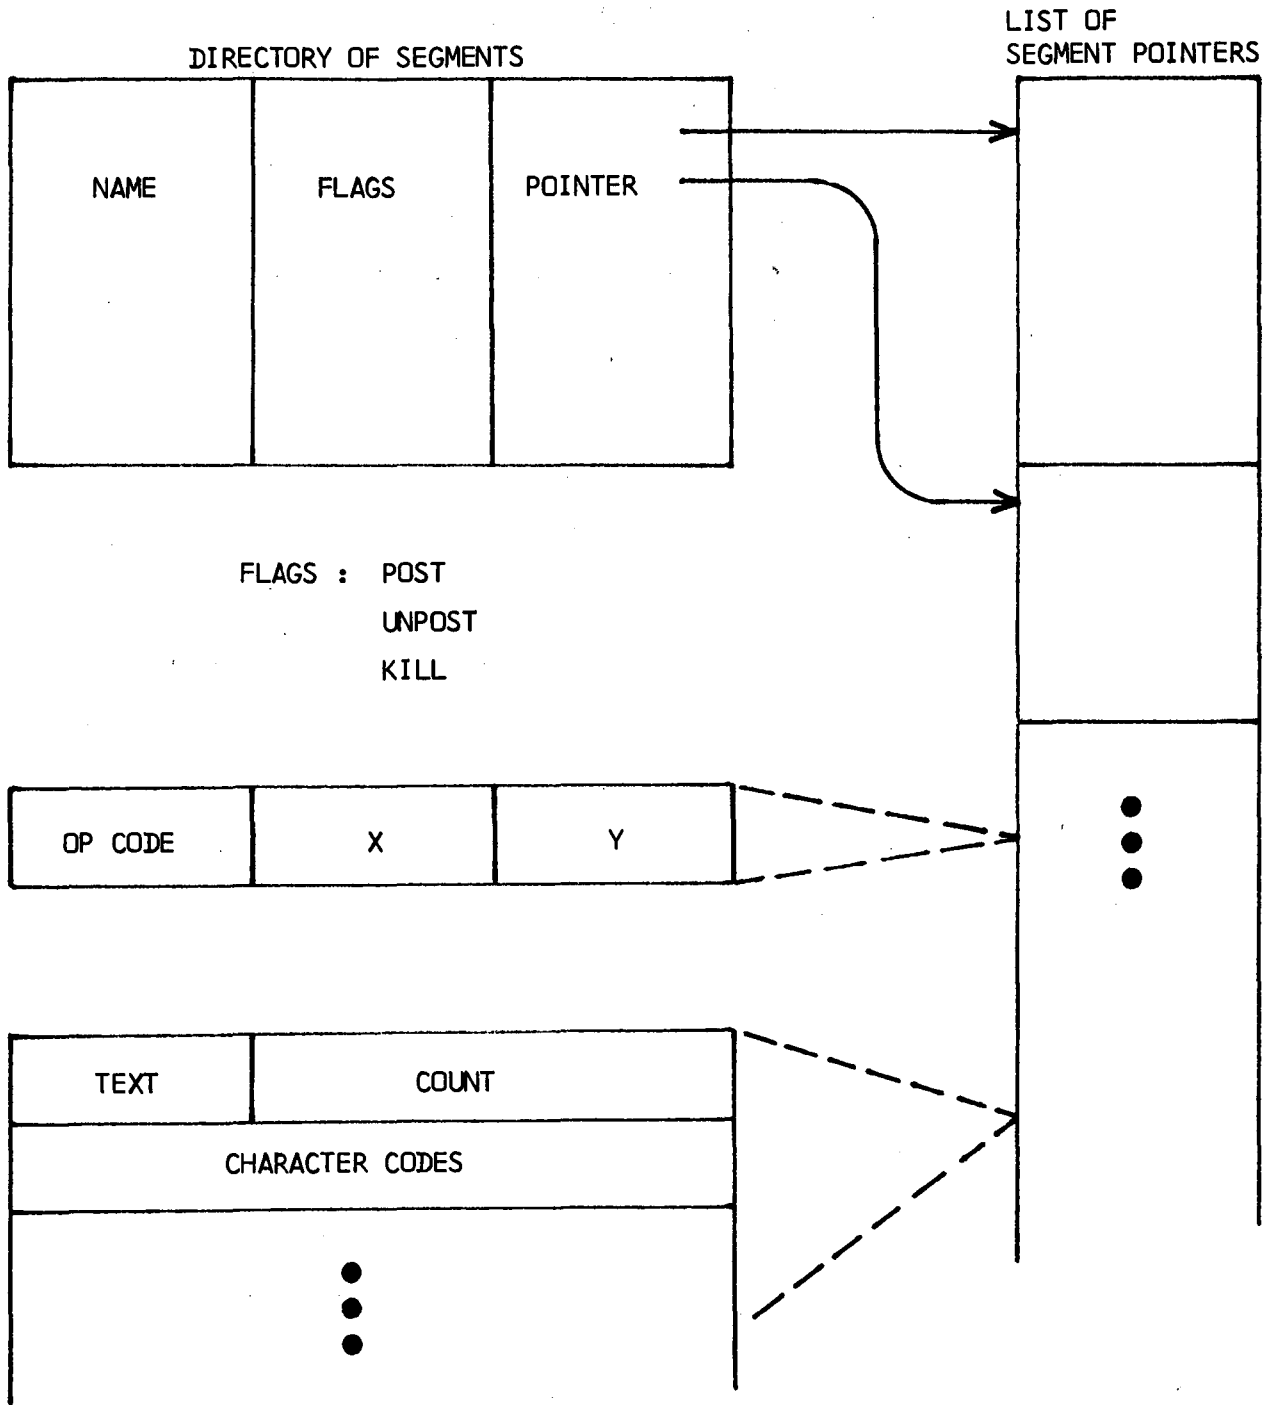 DIRECTORY OF SEGMENTS
LIST OF
SEGMENT POINTERS
NAME
FLAGS
POINTER
FLAGS : POST
UNPOST
KILL
OP CODE
X
Y
TEXT
COUNT
CHARACTER CODES